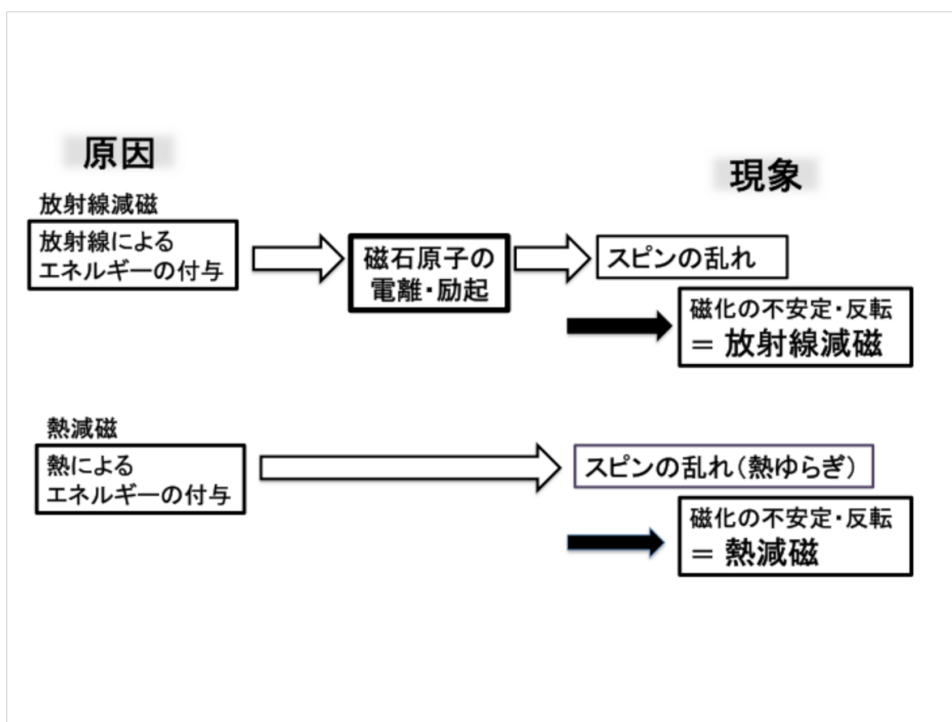 原因
現象
放射線減磁
放射線による
エネルギーの付与
磁石原子の
電離・励起
スピンの乱れ
磁化の不安定・反転
= 放射線減磁
熱減磁
熱による
エネルギーの付与
スピンの乱れ(熱ゆらぎ)
磁化の不安定・反転
= 熱減磁